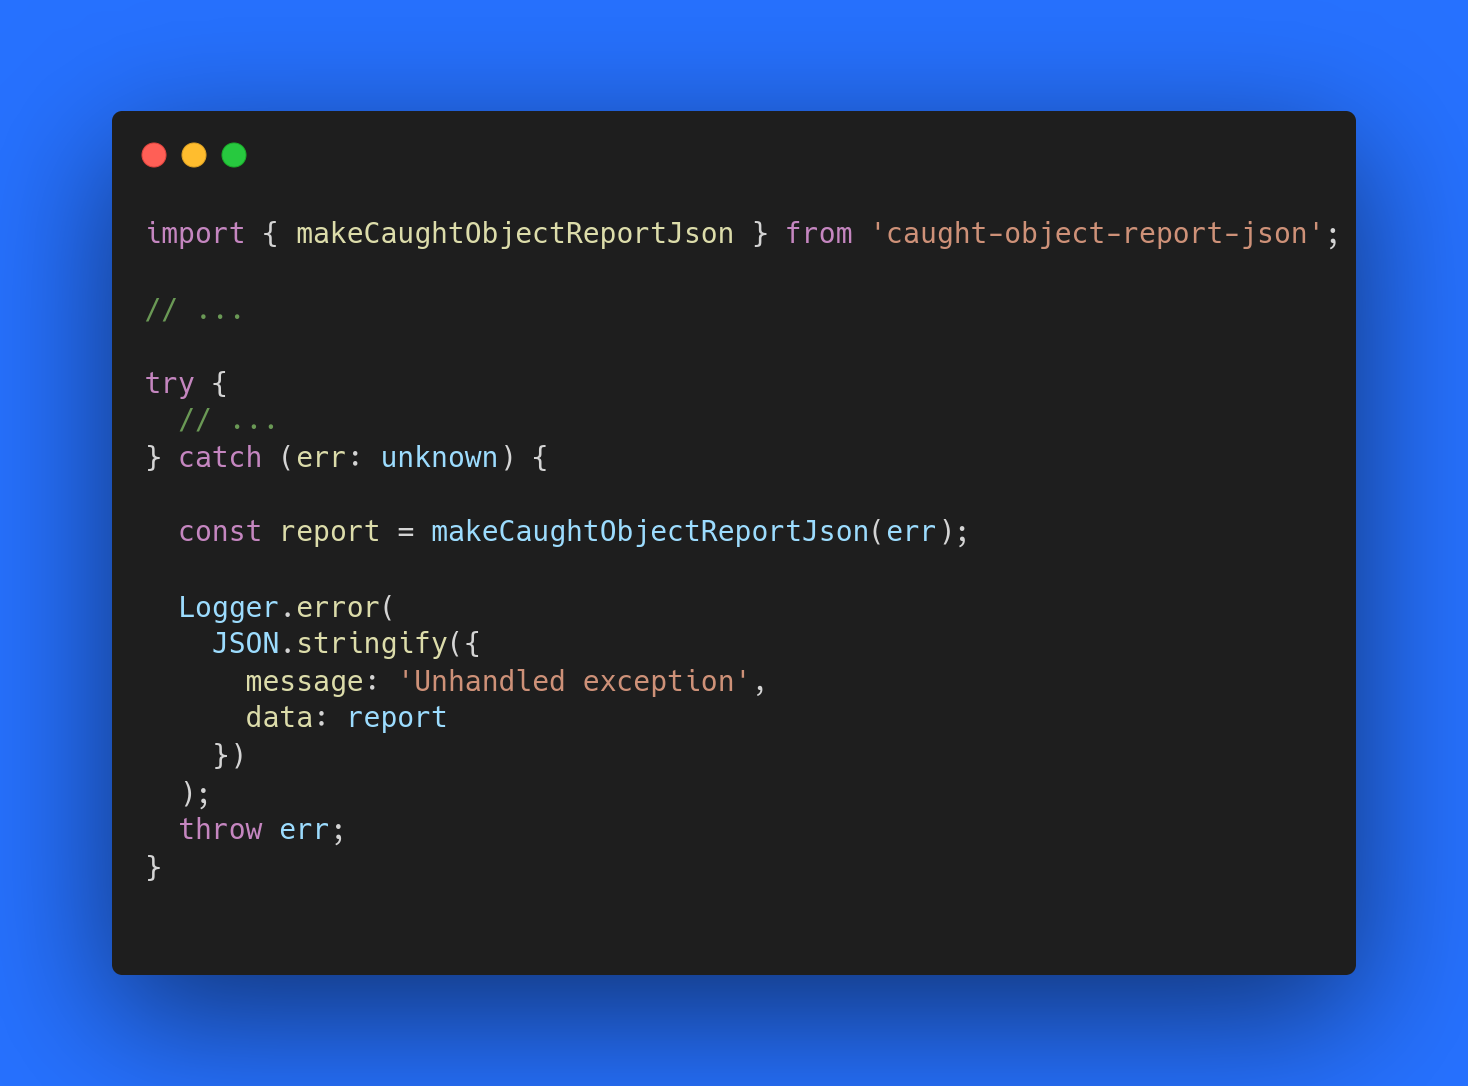 import { makeCaughtObjectReportJson } from 'caught-object-report-json';
// ...
try {
  // ...
} catch (err: unknown) {
  const report = makeCaughtObjectReportJson(err);
  Logger.error(
    JSON.stringify({
      message: 'Unhandled exception',
      data: report
    })
  );
  throw err;
}